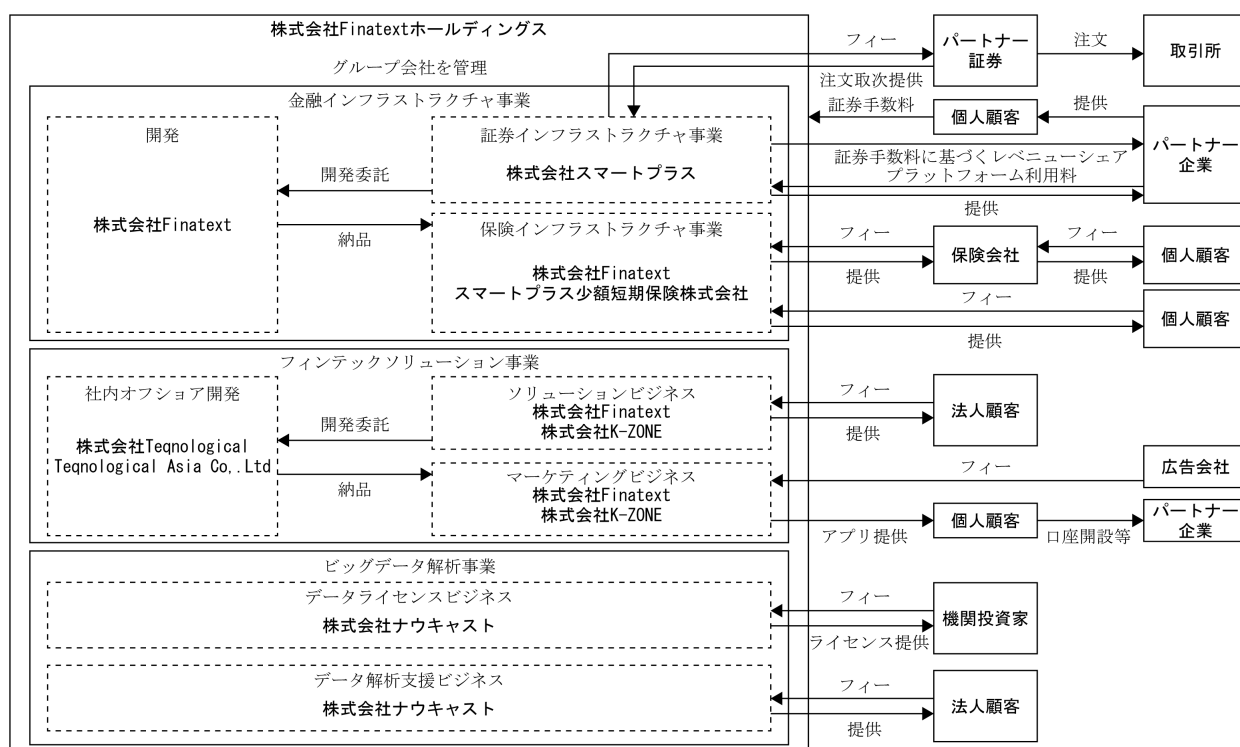 株式会社Finatextホールディングス
グループ会社を管理
金融インフラストラクチャ事業
開発
株式会社Finatext
開発委託
納品
証券インフラストラクチャ事業
株式会社スマートプラス
保険インフラストラクチャ事業
株式会社Finatext
スマートプラス少額短期保険株式会社
フィー
注文取次提供
パートナー
証券
注文
取引所
証券手数料
個人顧客
提供
パートナー
企業
証券手数料に基づくレベニューシェア
プラットフォーム利用料
提供
フィー
提供
保険会社
フィー
提供
個人顧客
フィー
提供
個人顧客
フィンテックソリューション事業
社内オフショア開発
株式会社Teqnological
Teqnological Asia Co,.Ltd
開発委託
納品
ソリューションビジネス
株式会社Finatext
株式会社K-ZONE
マーケティングビジネス
株式会社Finatext
株式会社K-ZONE
フィー
提供
法人顧客
フィー
広告会社
アプリ提供
個人顧客
口座開設等
パートナー
企業
ビッグデータ解析事業
データライセンスビジネス
株式会社ナウキャスト
フィー
ライセンス提供
機関投資家
データ解析支援ビジネス
株式会社ナウキャスト
フィー
提供
法人顧客